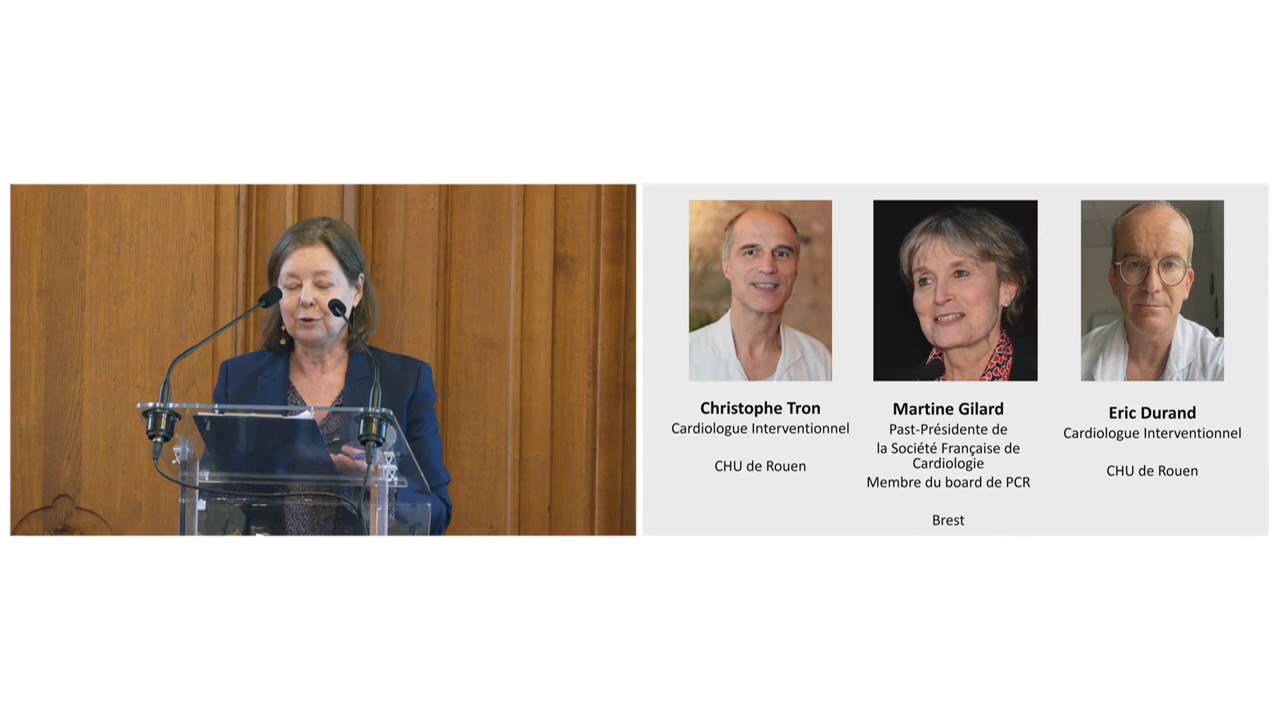 Christophe Tron
Cardiologue Interventionnel
CHU de Rouen
Martine Gilard
Past-Présidente de
la Société Française de
Cardiologie
Membre du board de PCR
Brest
Eric Durand
Cardiologue Interventionnel
CHU de Rouen